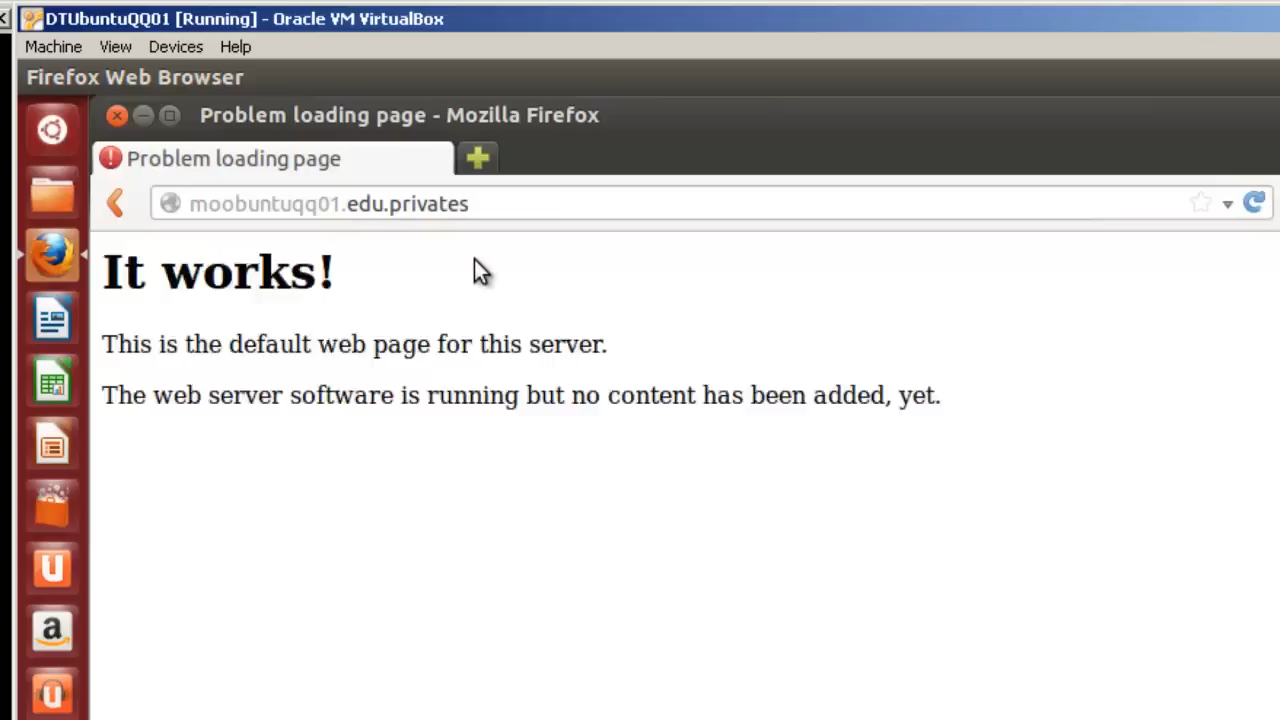 DTUbuntuQQ01 [Running] - Oracle VM VirtualBox
Machine View Devices Help
Firefox Web Browser
Problem loading page - Mozilla Firefox
Problem loading page
moobuntuqq01.edu.privates
It works!
This is the default web page for this server.
The web server software is running but no content has been added, yet.